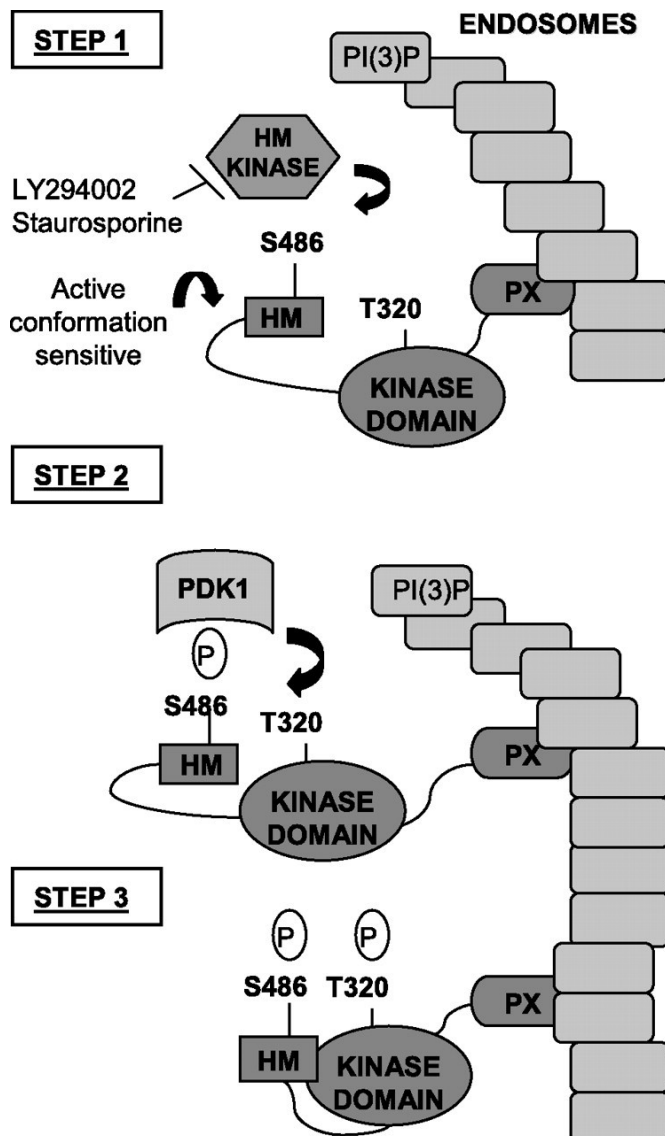 STEP 1
ENDOSOMES
PI(3)P
HM
KINASE
LY294002
Staurosporine
S486
Active
conformation
sensitive
HM
T320
PX
KINASE
DOMAIN
STEP 2
PDK1
PI(3)P
P
S486
T320
HM
PX
KINASE
DOMAIN
STEP 3
P
P
S486
T320
PX
HM
KINASE
DOMAIN